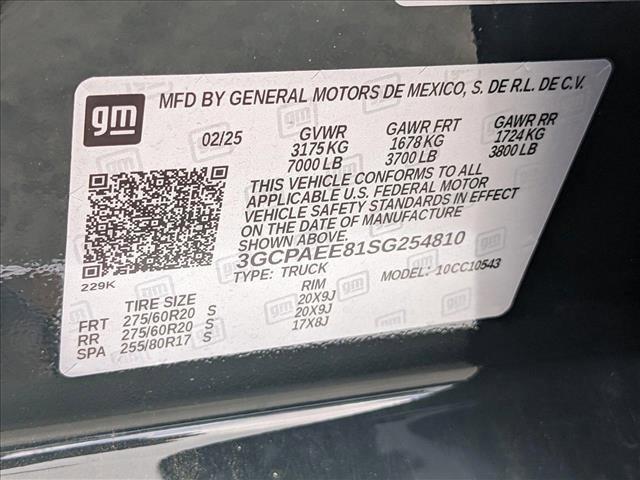 gm
MFD BY GENERAL MOTORS DE MEXICO, S. DE R.L. DE C.V.
02/25 GVWR GAWR FRT GAWR RR
3175 KG 1678 KG 1724 KG
7000 LB 3700 LB 3800 LB
THIS VEHICLE CONFORMS TO ALL
APPLICABLE U.S. FEDERAL MOTOR
VEHICLE SAFETY STANDARDS IN EFFECT
ON THE DATE OF MANUFACTURE
SHOWN ABOVE.
3GCPAEE81SG254810
229K
TYPE: TRUCK MODEL: 10CC10543
TIRE SIZE RIM
FRT 275/60R20 S 20X9J
RR 275/60R20 S 20X9J
SPA 255/80R17 S 17X8J